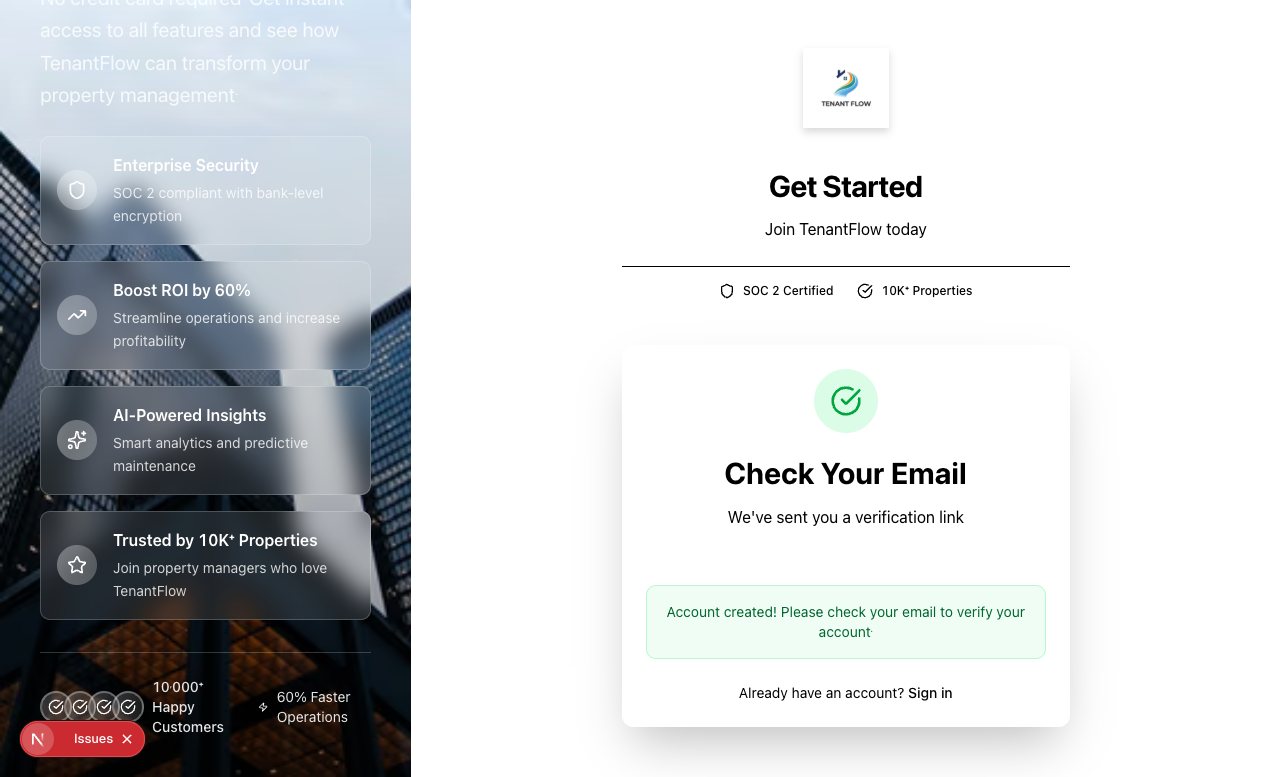 No credit card required· Get instant
access to all features and see how
TenantFlow can transform your
property management·
Enterprise Security
SOC 2 compliant with bank-level
encryption
Boost ROI by 60%
Streamline operations and increase
profitability
AI-Powered Insights
Smart analytics and predictive
maintenance
Trusted by 10K⁺ Properties
Join property managers who love
TenantFlow
10·000⁺
Happy
Customers
60% Faster
Operations
N
Issues
TENANT FLOW
Get Started
Join TenantFlow today
SOC 2 Certified
10K⁺ Properties
Check Your Email
We've sent you a verification link
Account created! Please check your email to verify your
account·
Already have an account? Sign in